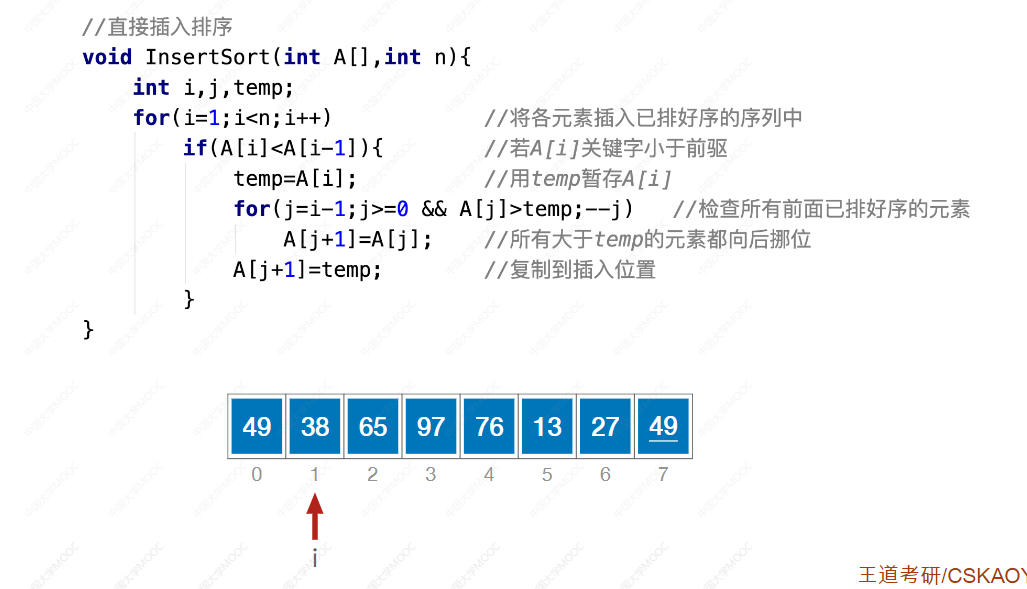 //直接插入排序
void InsertSort(int A[],int n){
    int i,j,temp;
    for(i=1;i<n;i++)            //将各元素插入已排好序的序列中
        if(A[i]<A[i-1]){        //若A[i]关键字小于前驱
            temp=A[i];          //用temp暂存A[i]
            for(j=i-1;j>=0 && A[j]>temp;--j)   //检查所有前面已排好序的元素
                A[j+1]=A[j];    //所有大于temp的元素都向后挪位
            A[j+1]=temp;        //复制到插入位置
        }
}
49 38 65 97 76 13 27 49
0 1 2 3 4 5 6 7
i
王道考研/CSKAOY